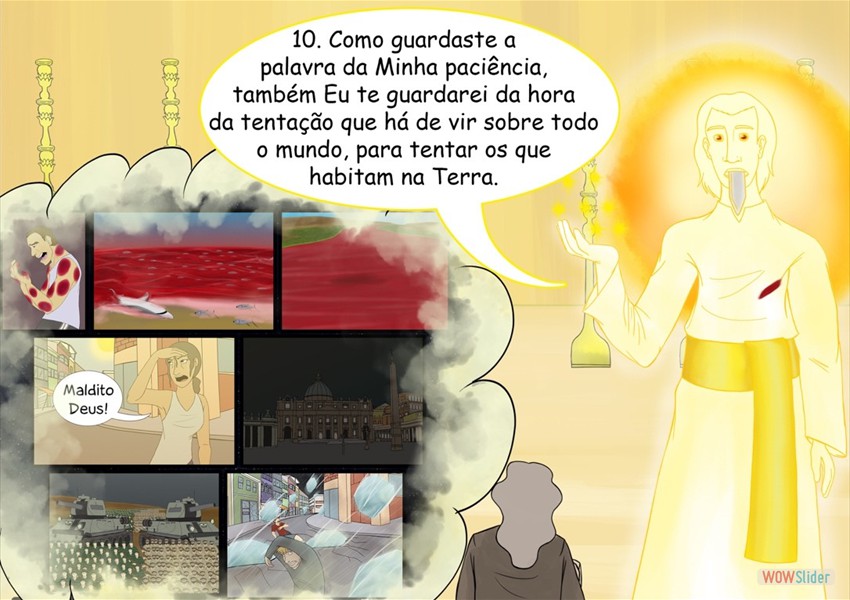 10. Como guardaste a
palavra da Minha paciência,
também Eu te guardarei da hora
da tentação que há de vir sobre todo
o mundo, para tentar os que
habitam na Terra.
Maldito
Deus!
WOWSlider